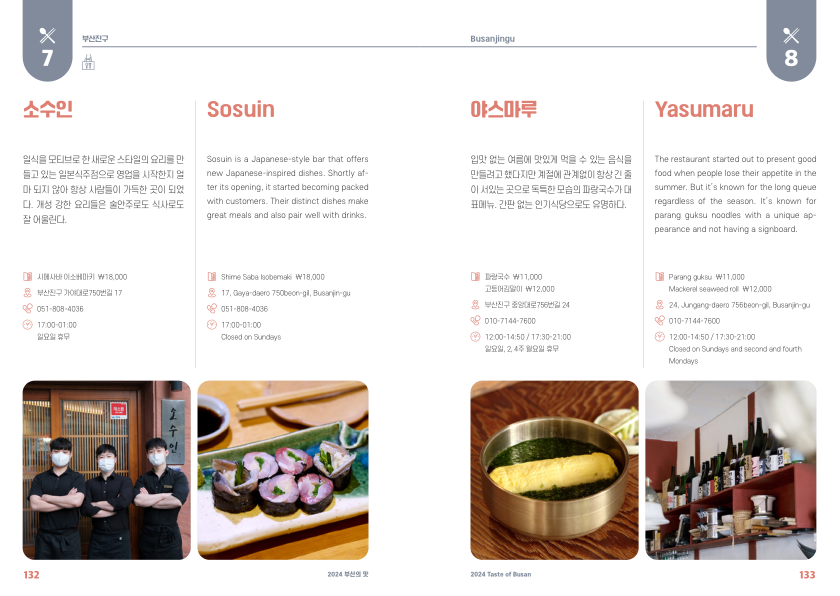 7
부산진구
Busanjingu
8
소수인
일식을 모티브로 한 새로운 스타일의 요리를 만
들고 있는 일본식주점으로 영업을 시작한지 얼
마 되지 않아 항상 사람들이 가득한 곳이 되었
다. 개성 강한 요리들은 술안주로도 식사로도
잘 어울린다.
시메사바 이소베마키 ₩18,000
부산진구 가야대로750번길 17
051-808-4036
17:00-01:00
일요일 휴무
Sosuin
Sosuin is a Japanese-style bar that offers
new Japanese-inspired dishes. Shortly af-
ter its opening, it started becoming packed
with customers. Their distinct dishes make
great meals and also pair well with drinks.
Shime Saba Isobemaki ₩18,000
17, Gaya-daero 750beon-gil, Busanjin-gu
051-808-4036
17:00-01:00
Closed on Sundays
야스마루
입맛 없는 여름에 맛있게 먹을 수 있는 음식을
만들려고 했다지만 계절에 관계없이 항상 긴 줄
이 서있는 곳으로 독특한 모습의 파랑국수가 대
표메뉴. 간판 없는 인기식당으로도 유명하다.
파랑국수 ₩11,000
고등어김말이 ₩12,000
부산진구 중앙대로756번길 24
010-7144-7600
12:00-14:50 / 17:30-21:00
일요일, 2, 4주 월요일 휴무
Yasumaru
The restaurant started out to present good
food when people lose their appetite in the
summer. But it's known for the long queue
regardless of the season. It's known for
parang guksu noodles with a unique ap-
pearance and not having a signboard.
Parang guksu ₩11,000
Mackerel seaweed roll ₩12,000
24, Jungang-daero 756beon-gil, Busanjin-gu
010-7144-7600
12:00-14:50 / 17:30-21:00
Closed on Sundays and second and fourth
Mondays
소수인
132
2024 부산의 맛
2024 Taste of Busan
133